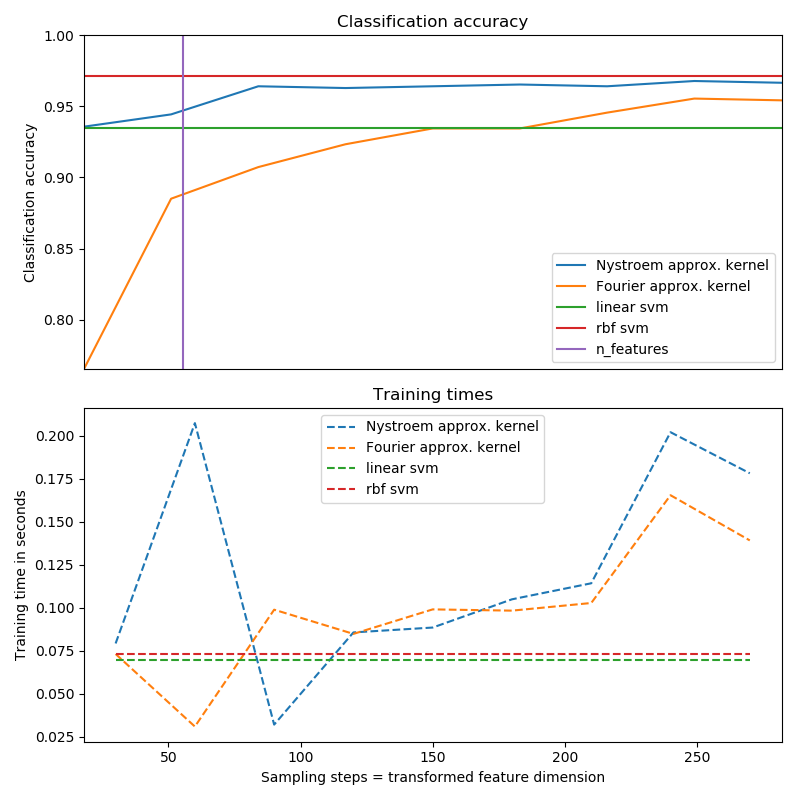 Classification accuracy
1.00
0.95
0.90
0.85
0.80
Classification accuracy
Nystroem approx. kernel
Fourier approx. kernel
linear svm
rbf svm
n_features
Training times
0.200
0.175
0.150
0.125
0.100
0.075
0.050
0.025
Training time in seconds
Nystroem approx. kernel
Fourier approx. kernel
linear svm
rbf svm
50 100 150 200 250
Sampling steps = transformed feature dimension